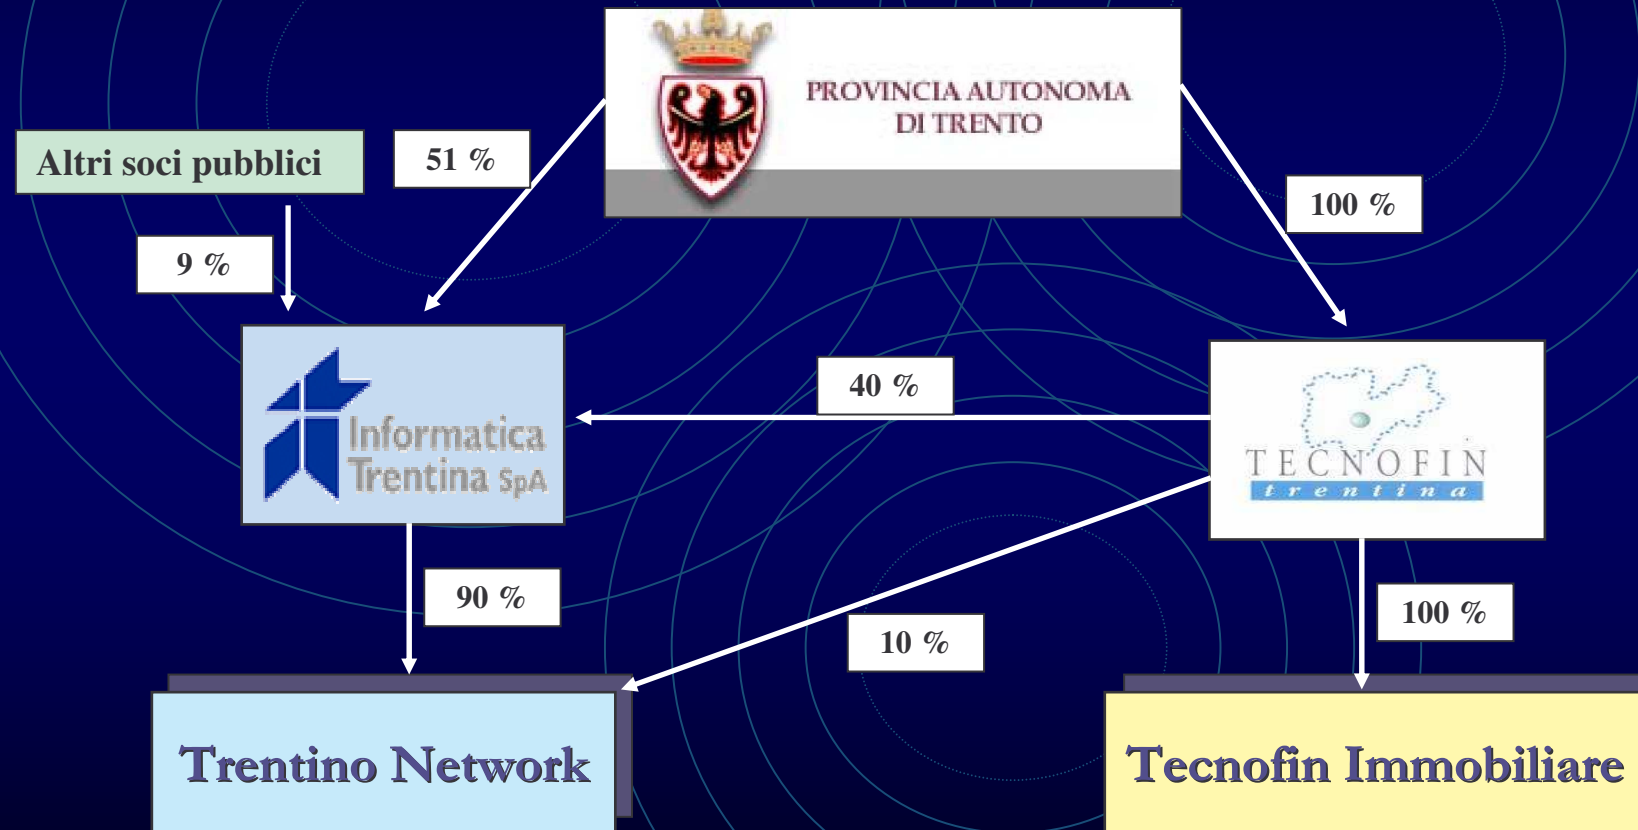 PROVINCIA AUTONOMA
DI TRENTO
Altri soci pubblici
51 %
100 %
9 %
40 %
Informatica
Trentina SpA
TECNOFIN
trentina
90 %
10 %
100 %
Trentino Network
Tecnofin Immobiliare